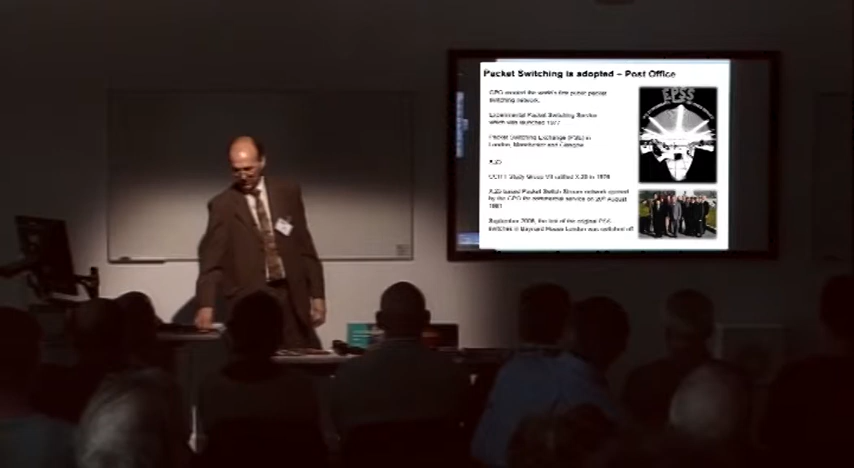 Packet Switching is adopted – Post Office
GPO created the world's first public packet
switching network.
Experimental Packet Switching Service
which was launched 1977
Packet Switching Exchange (PSE) in
London, Manchester and Glasgow
X.25
Study Group VII ratified X.25 in 1976
X.25 based Packet Switch Stream network opened
by the GPO for commercial service on 20th August
1981
September 2008, the last of the original PSS
switches in Baynard House London was switched off
EPSS